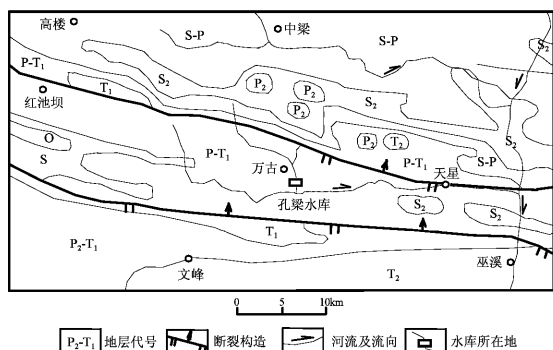 高楼
中梁
S-P
S-P
S₂
P-T₁
S₂
T₁
P₂
P₂
P₂
S₂
红池坝
S₂
O
P-T₁
P₂
T₂
S-P
S
万古
P-T₁
天星
孔梁水库
S₂
S₂
T₁
P₂-T₁
文峰
T₂
巫溪
0 5 10km
P₂-T₁ 地层代号
断裂构造
河流及流向
水库所在地